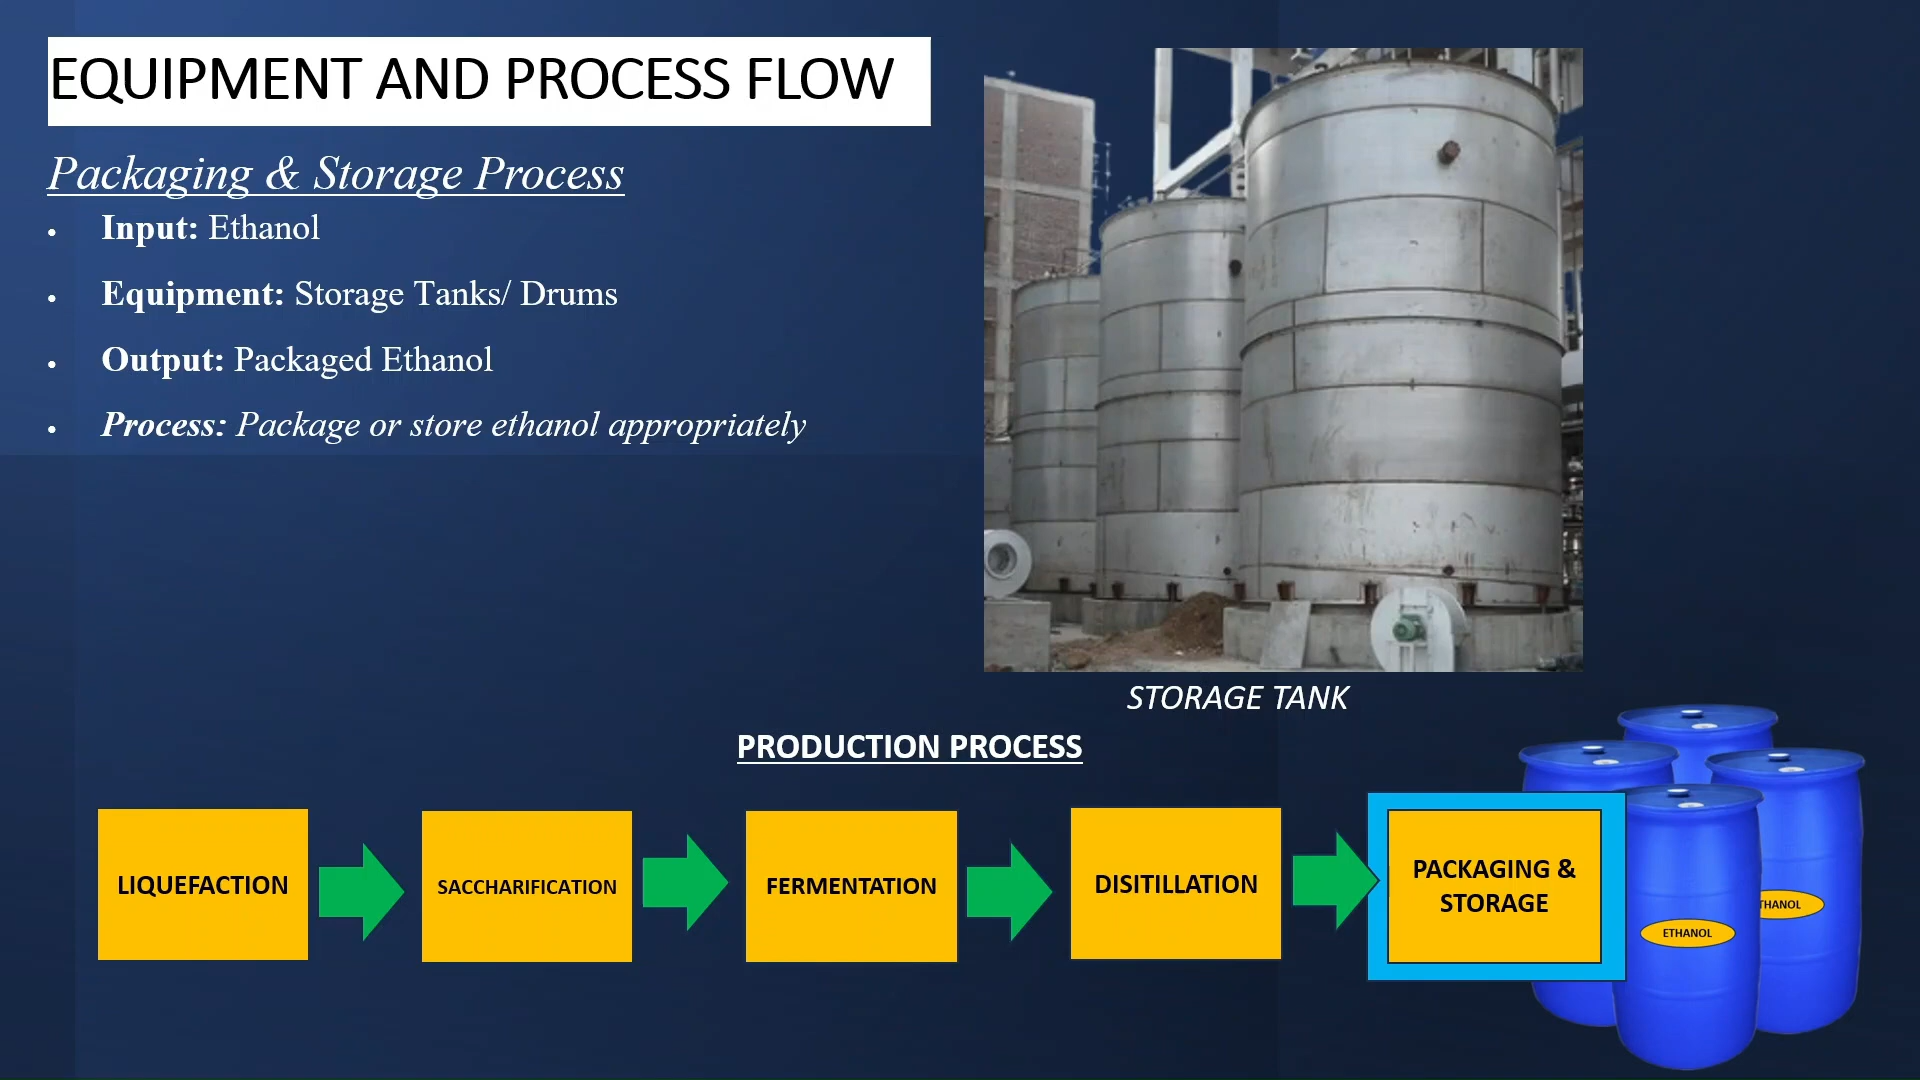 EQUIPMENT AND PROCESS FLOW
Packaging & Storage Process
• Input: Ethanol
• Equipment: Storage Tanks/ Drums
• Output: Packaged Ethanol
• Process: Package or store ethanol appropriately
STORAGE TANK
PRODUCTION PROCESS
LIQUEFACTION
SACCHARIFICATION
FERMENTATION
DISITILLATION
PACKAGING &
STORAGE
THANOL
ETHANOL